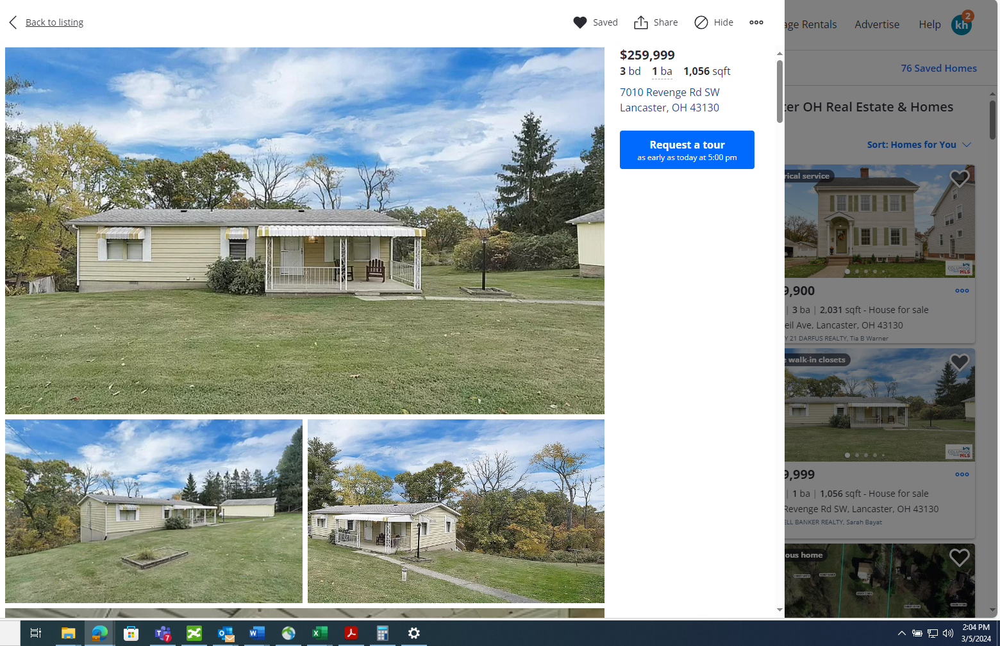 Back to listing
Saved
Share
Hide
age Rentals
Advertise
Help
kh
2
76 Saved Homes
$259,999
3 bd 1 ba 1,056 sqft
7010 Revenge Rd SW
Lancaster, OH 43130
Request a tour
as early as today at 5:00 pm
ter OH Real Estate & Homes
Sort: Homes for You
rical service
COLUMBUS
MLS
9,900
| 3 ba | 2,031 sqft - House for sale
eil Ave, Lancaster, OH 43130
Y 21 DARFUS REALTY, Tia B Warner
e walk-in closets
COLUMBUS
MLS
9,999
| 1 ba | 1,056 sqft - House for sale
Revenge Rd SW, Lancaster, OH 43130
ELL BANKER REALTY, Sarah Bayat
ous home
7
2:04 PM
3/5/2024